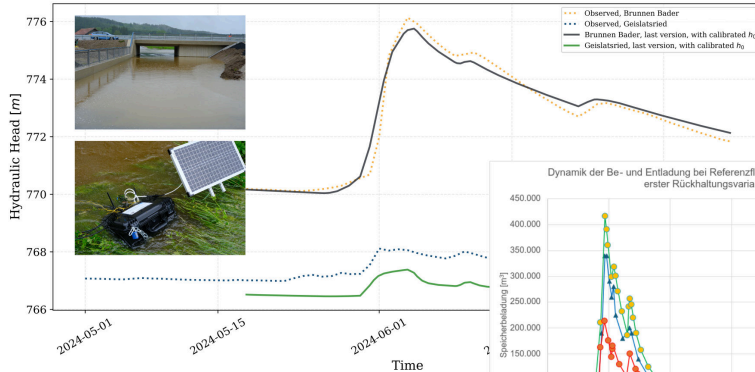 776
774
772
770
768
766
Hydraulic Head [m]
2024-05-01
2024-05-15
2024-06-01
Time
Observed, Brunnen Bader
Observed, Geislatsried
Brunnen Bader, last version, with calibrated h₀
Geislatsried, last version, with calibrated h₀
Dynamik der Be- und Entladung bei Referenzfl
erster Rückhaltungsvaria
450.000
400.000
350.000
300.000
250.000
200.000
150.000
Speicherbeladung [m³]